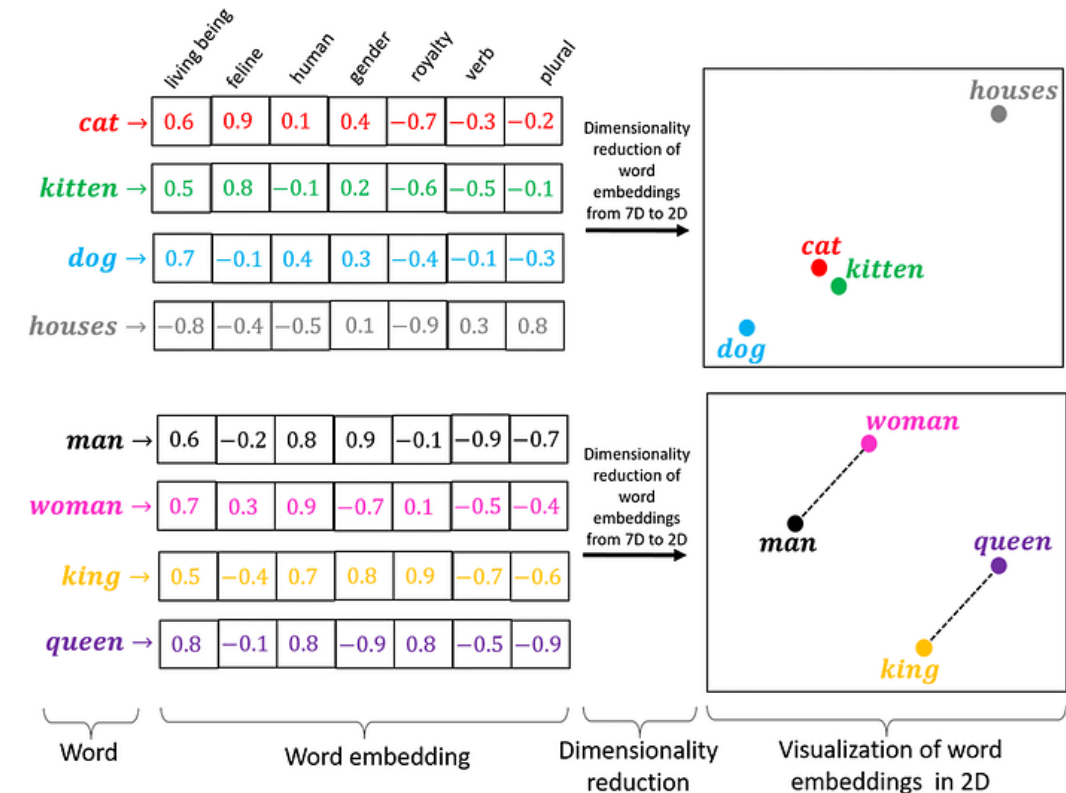 living being feline human gender royalty verb plural
cat → 0.6 0.9 0.1 0.4 −0.7 −0.3 −0.2
kitten → 0.5 0.8 −0.1 0.2 −0.6 −0.5 −0.1
dog → 0.7 −0.1 0.4 0.3 −0.4 −0.1 −0.3
houses → −0.8 −0.4 −0.5 0.1 −0.9 0.3 0.8
Dimensionality
reduction of
word
embeddings
from 7D to 2D
houses
cat
kitten
dog
man → 0.6 −0.2 0.8 0.9 −0.1 −0.9 −0.7
woman → 0.7 0.3 0.9 −0.7 0.1 −0.5 −0.4
king → 0.5 −0.4 0.7 0.8 0.9 −0.7 −0.6
queen → 0.8 −0.1 0.8 −0.9 0.8 −0.5 −0.9
Dimensionality
reduction of
word
embeddings
from 7D to 2D
woman
man
queen
king
Word
Word embedding
Dimensionality
reduction
Visualization of word
embeddings in 2D